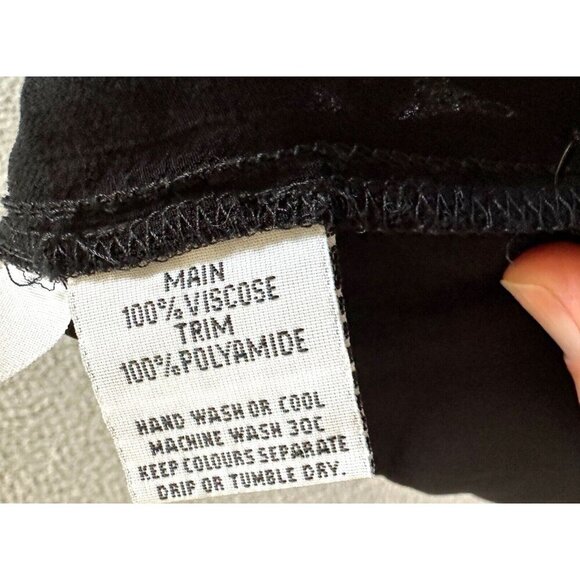 MAIN
100% VISCOSE
TRIM
100% POLYAMIDE
HAND WASH OR COOL
MACHINE WASH 30C
KEEP COLOURS SEPARATE
DRIP OR TUMBLE DRY.